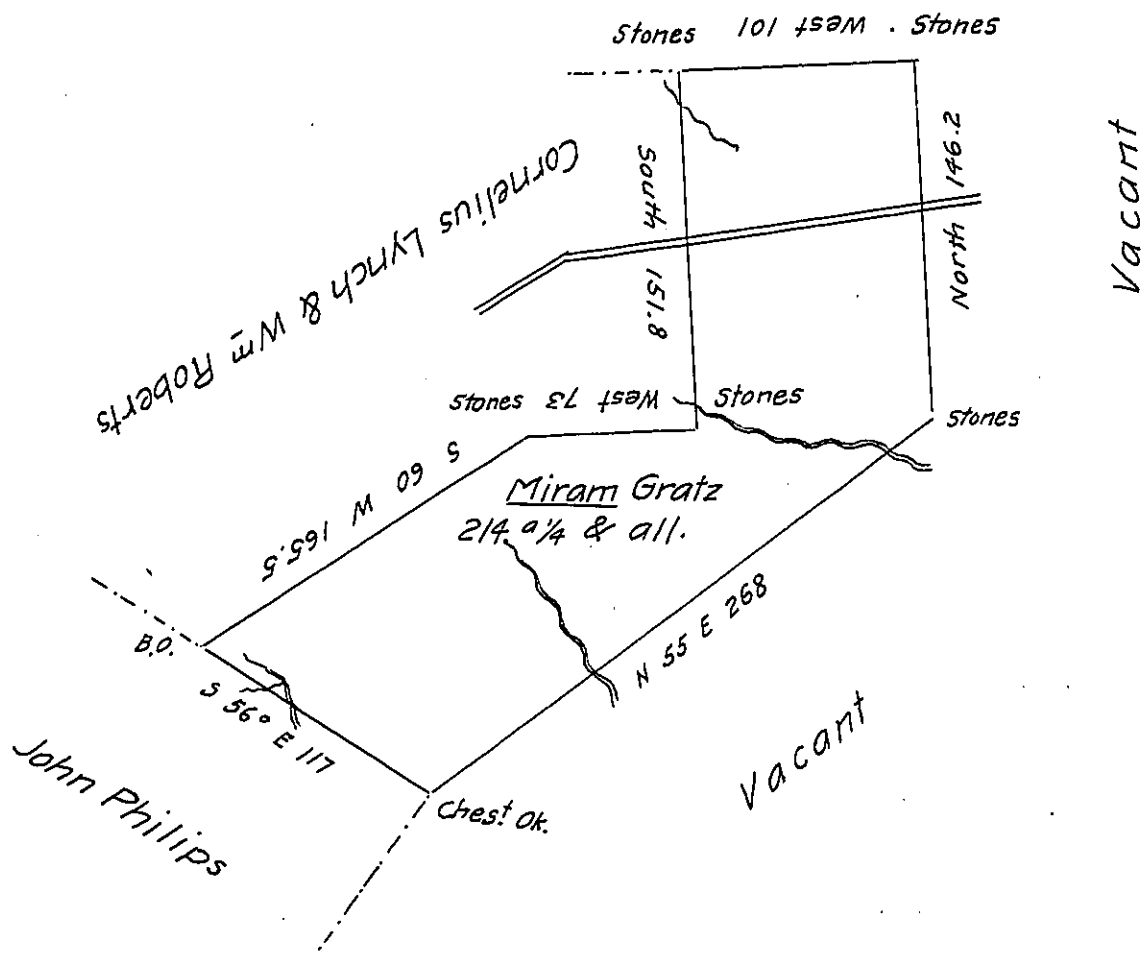 Stones 101 West . Stones
Vacant
Cornelius Lynch & Wm Roberts
South 151.8
North 146.2
Stones 73 West Stones
Stones
S 60 W 165.5
Miram Gratz
214. a 1/4 & all.
N 55 E 268
B.O.
S 56° E 117
Vacant
John Philips
Chest. Ok.